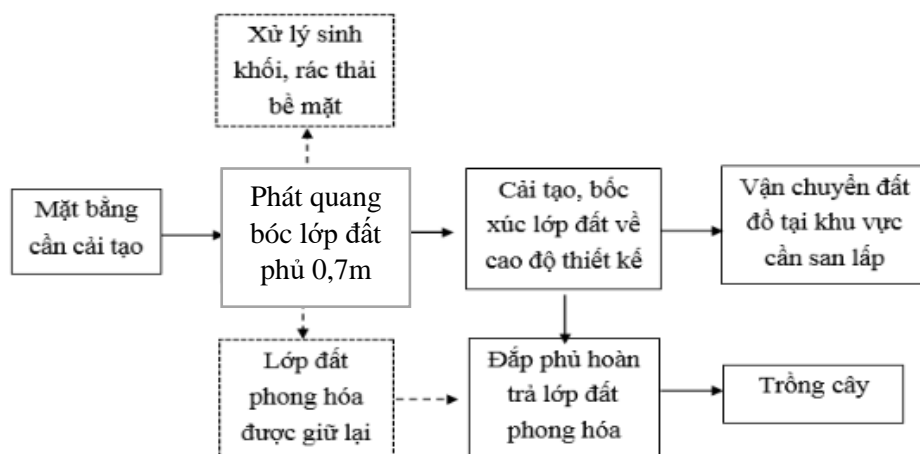 Xử lý sinh
khối, rác thải
bề mặt
Mặt bằng
cần cải tạo
Phát quang
bóc lớp đất
phủ 0,7m
Cải tạo, bốc
xúc lớp đất về
cao độ thiết kế
Vận chuyển đất
đổ tại khu vực
cần san lấp
Lớp đất
phong hóa
được giữ lại
Đắp phủ hoàn
trả lớp đất
phong hóa
Trồng cây